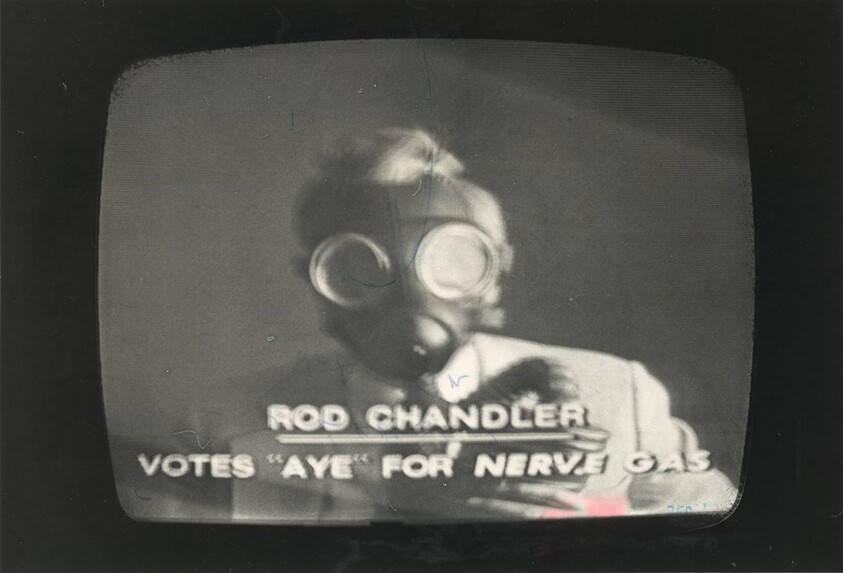 ROD CHANDLER
VOTES "AYE" FOR NERVE GAS